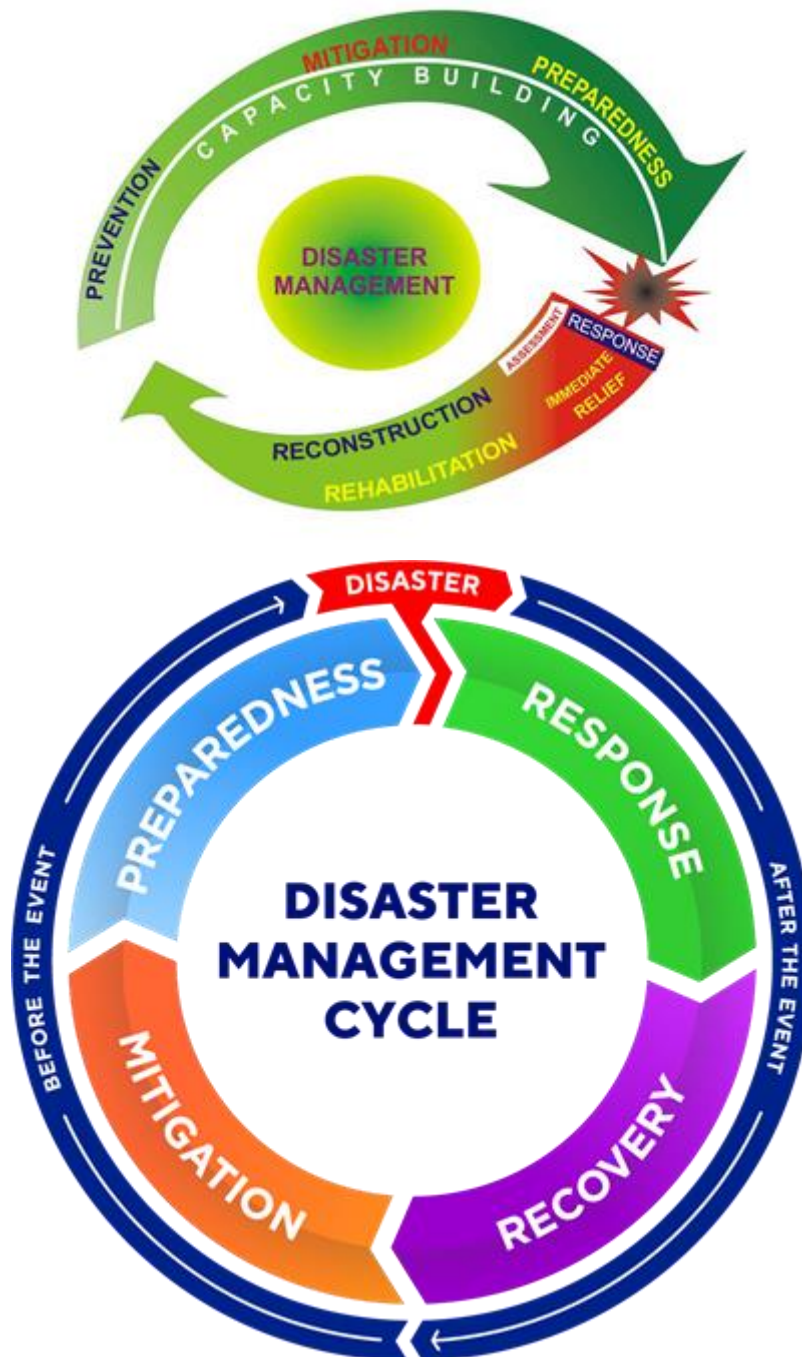 MITIGATION
PREPAREDNESS
CAPACITY BUILDING
PREVENTION
DISASTER
MANAGEMENT
ASSESSMENT
RESPONSE
IMMEDIATE
RELIEF
RECONSTRUCTION
REHABILITATION
DISASTER
PREPAREDNESS
RESPONSE
BEFORE THE EVENT
AFTER THE EVENT
DISASTER
MANAGEMENT
CYCLE
MITIGATION
RECOVERY